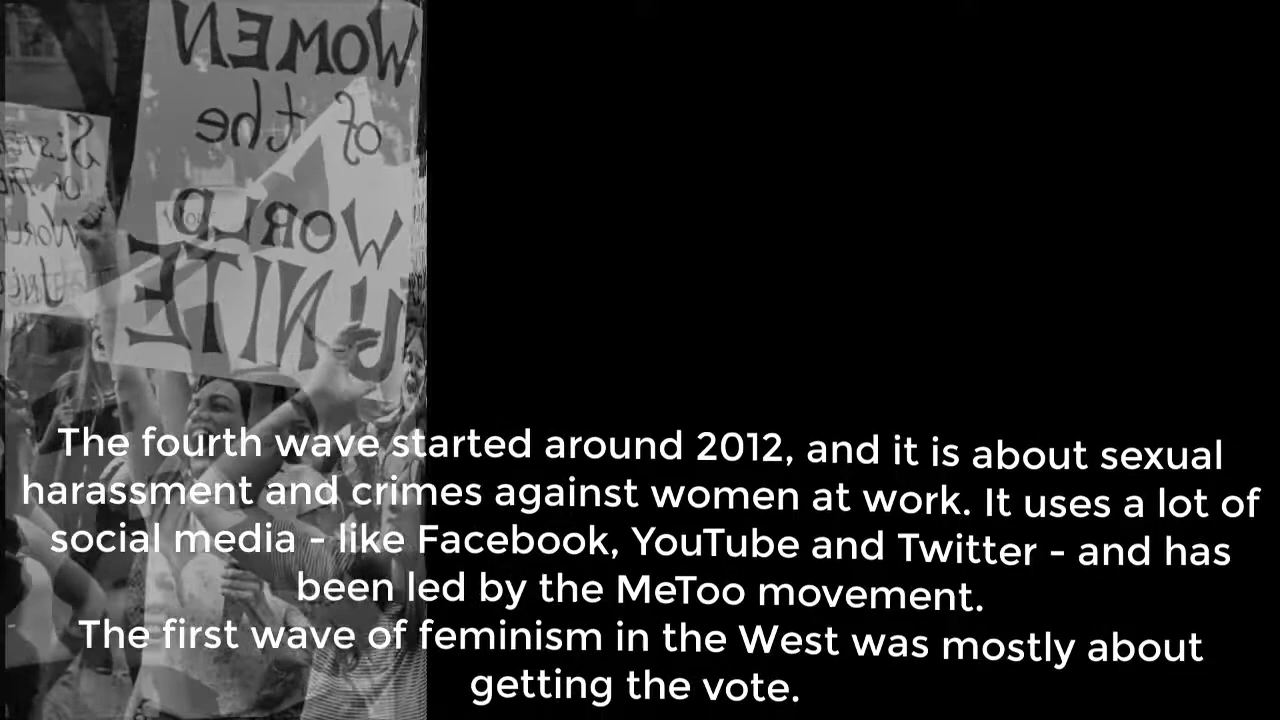 WOMEN
of the
WORLD
UNITE
The fourth wave started around 2012, and it is about sexual
harassment and crimes against women at work. It uses a lot of
social media - like Facebook, YouTube and Twitter - and has
been led by the MeToo movement.
The first wave of feminism in the West was mostly about
getting the vote.